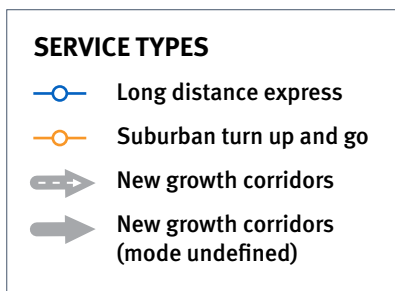 SERVICE TYPES
Long distance express
Suburban turn up and go
New growth corridors
New growth corridors
(mode undefined)